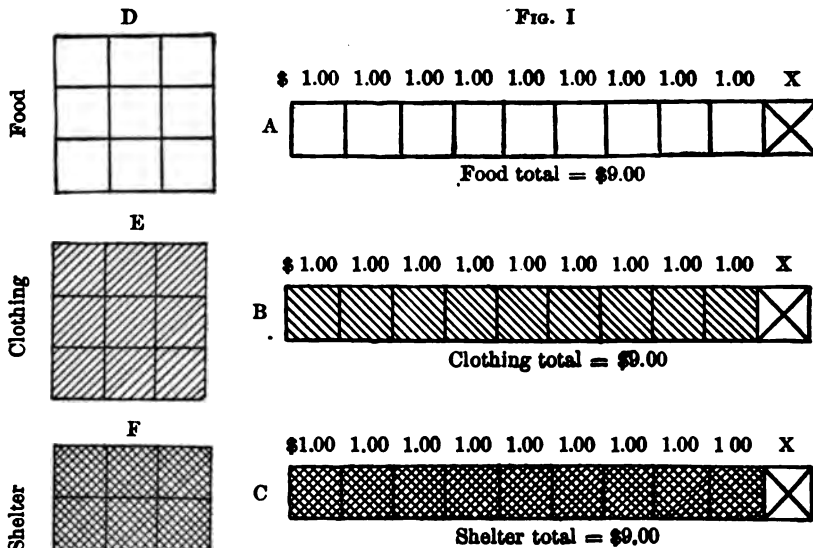 D
FIG. I
Food
$ 1.00 1.00 1.00 1.00 1.00 1.00 1.00 1.00 1.00 X
A
Food total = $9.00
E
Clothing
$ 1.00 1.00 1.00 1.00 1.00 1.00 1.00 1.00 1.00 X
B
Clothing total = $9.00
F
Shelter
$1.00 1.00 1.00 1.00 1.00 1.00 1.00 1.00 1 00 X
C
Shelter total = $9.00